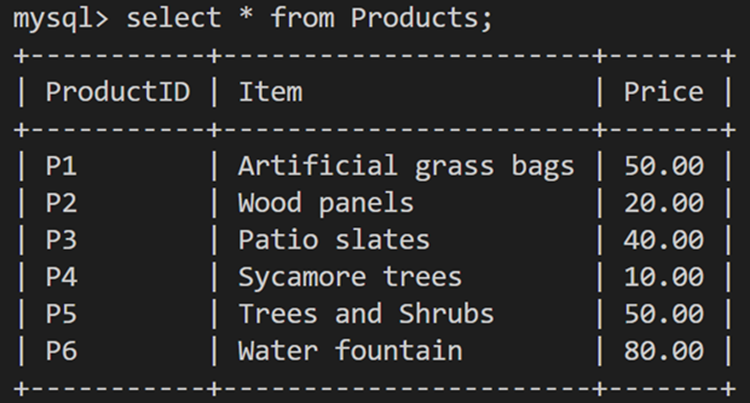 mysql> select * from Products;
+-----------+-----------------------+-------+
| ProductID | Item                  | Price |
+-----------+-----------------------+-------+
| P1        | Artificial grass bags | 50.00 |
| P2        | Wood panels           | 20.00 |
| P3        | Patio slates          | 40.00 |
| P4        | Sycamore trees        | 10.00 |
| P5        | Trees and Shrubs      | 50.00 |
| P6        | Water fountain        | 80.00 |
+-----------+-----------------------+-------+